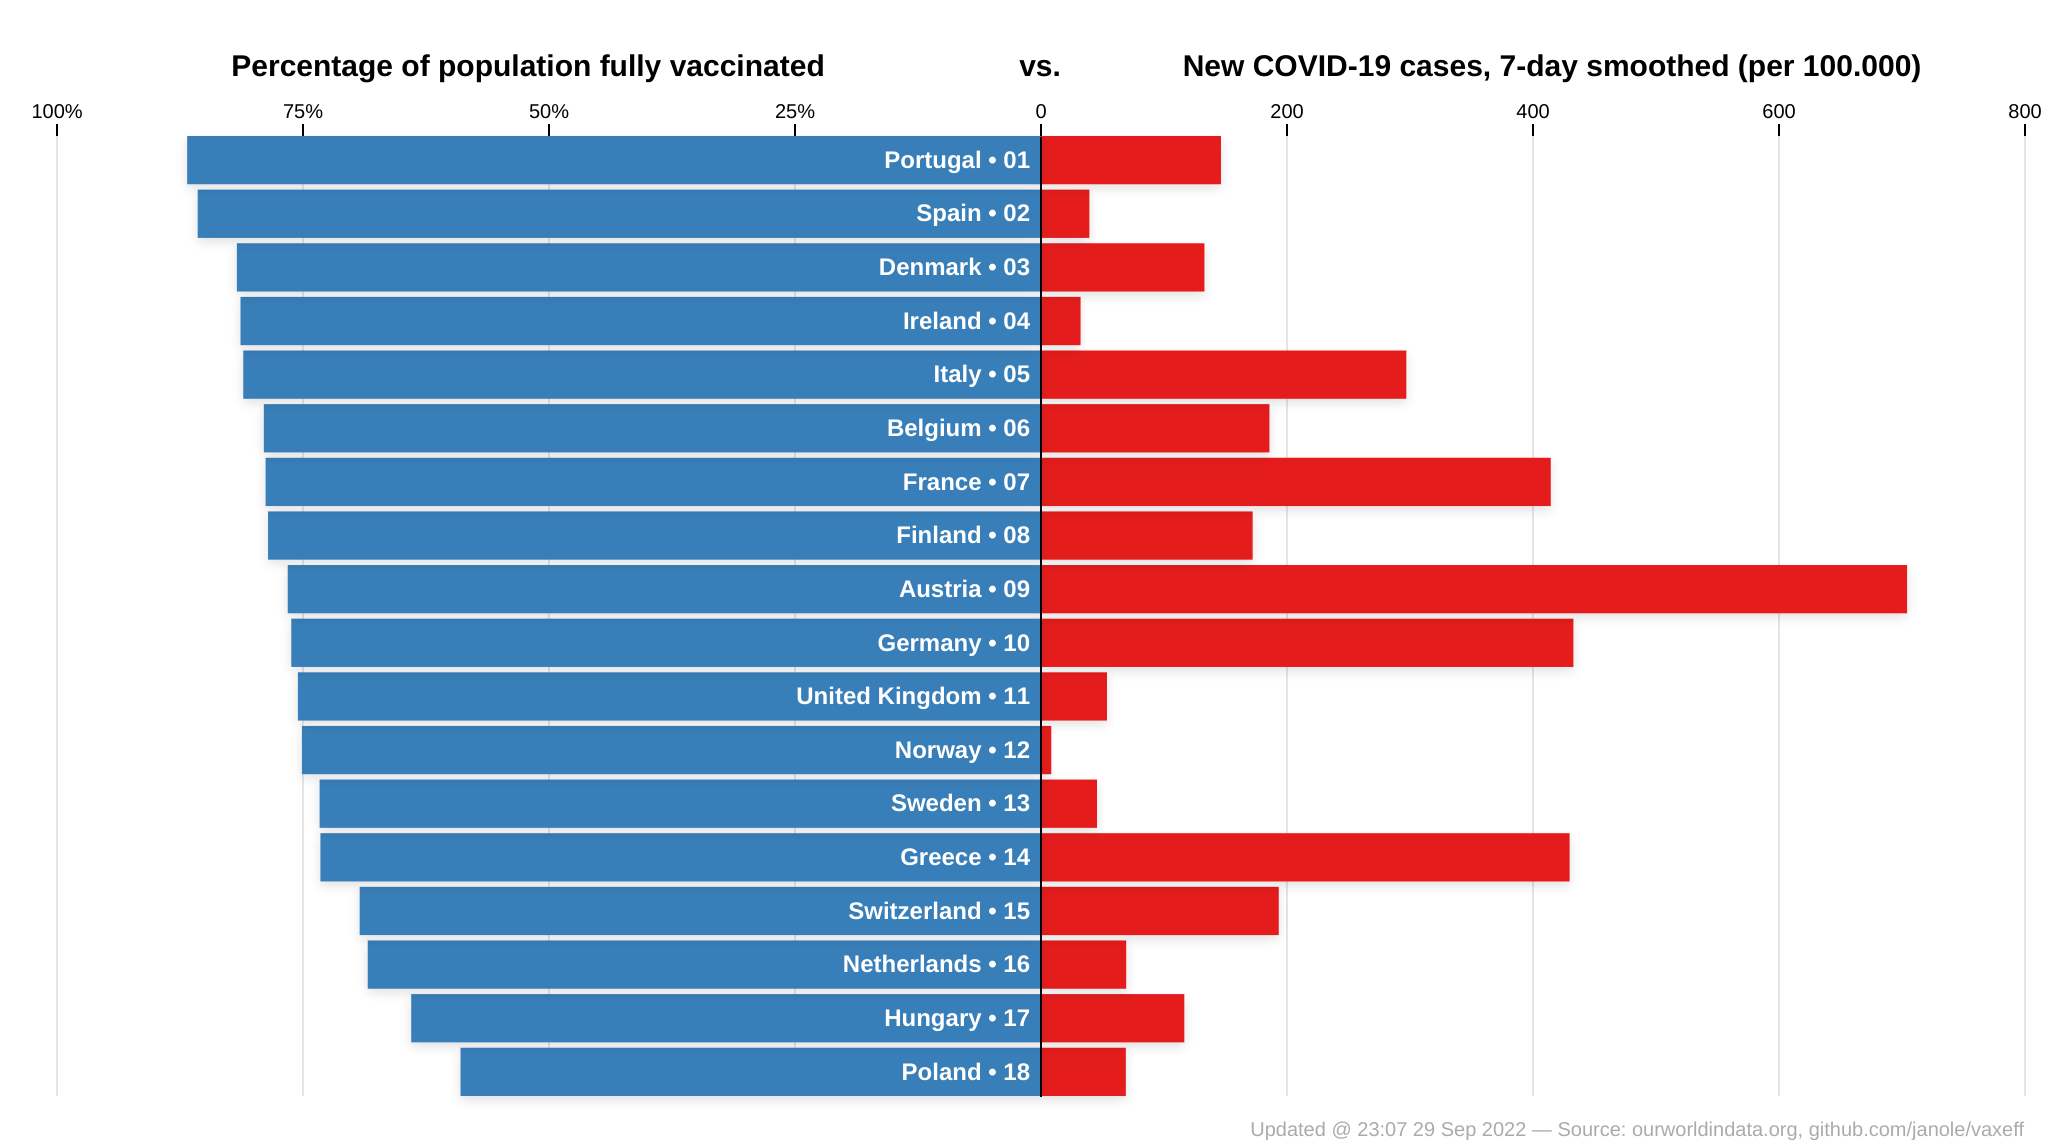 Percentage of population fully vaccinated vs. New COVID-19 cases, 7-day smoothed (per 100.000)
100% 75% 50% 25% 0 200 400 600 800
Portugal • 01
Spain • 02
Denmark • 03
Ireland • 04
Italy • 05
Belgium • 06
France • 07
Finland • 08
Austria • 09
Germany • 10
United Kingdom • 11
Norway • 12
Sweden • 13
Greece • 14
Switzerland • 15
Netherlands • 16
Hungary • 17
Poland • 18
Updated @ 23:07 29 Sep 2022 — Source: ourworldindata.org, github.com/janole/vaxeff